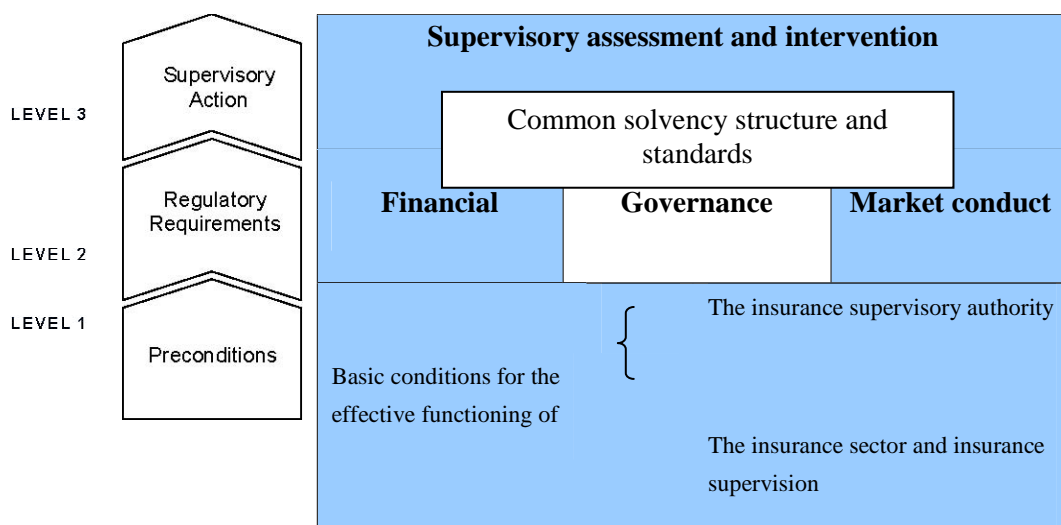 Supervisory assessment and intervention
Supervisory
Action
LEVEL 3
Common solvency structure and
standards
Regulatory
Requirements
Financial
Governance
Market conduct
LEVEL 2
LEVEL 1
Preconditions
Basic conditions for the
effective functioning of
The insurance supervisory authority
The insurance sector and insurance
supervision